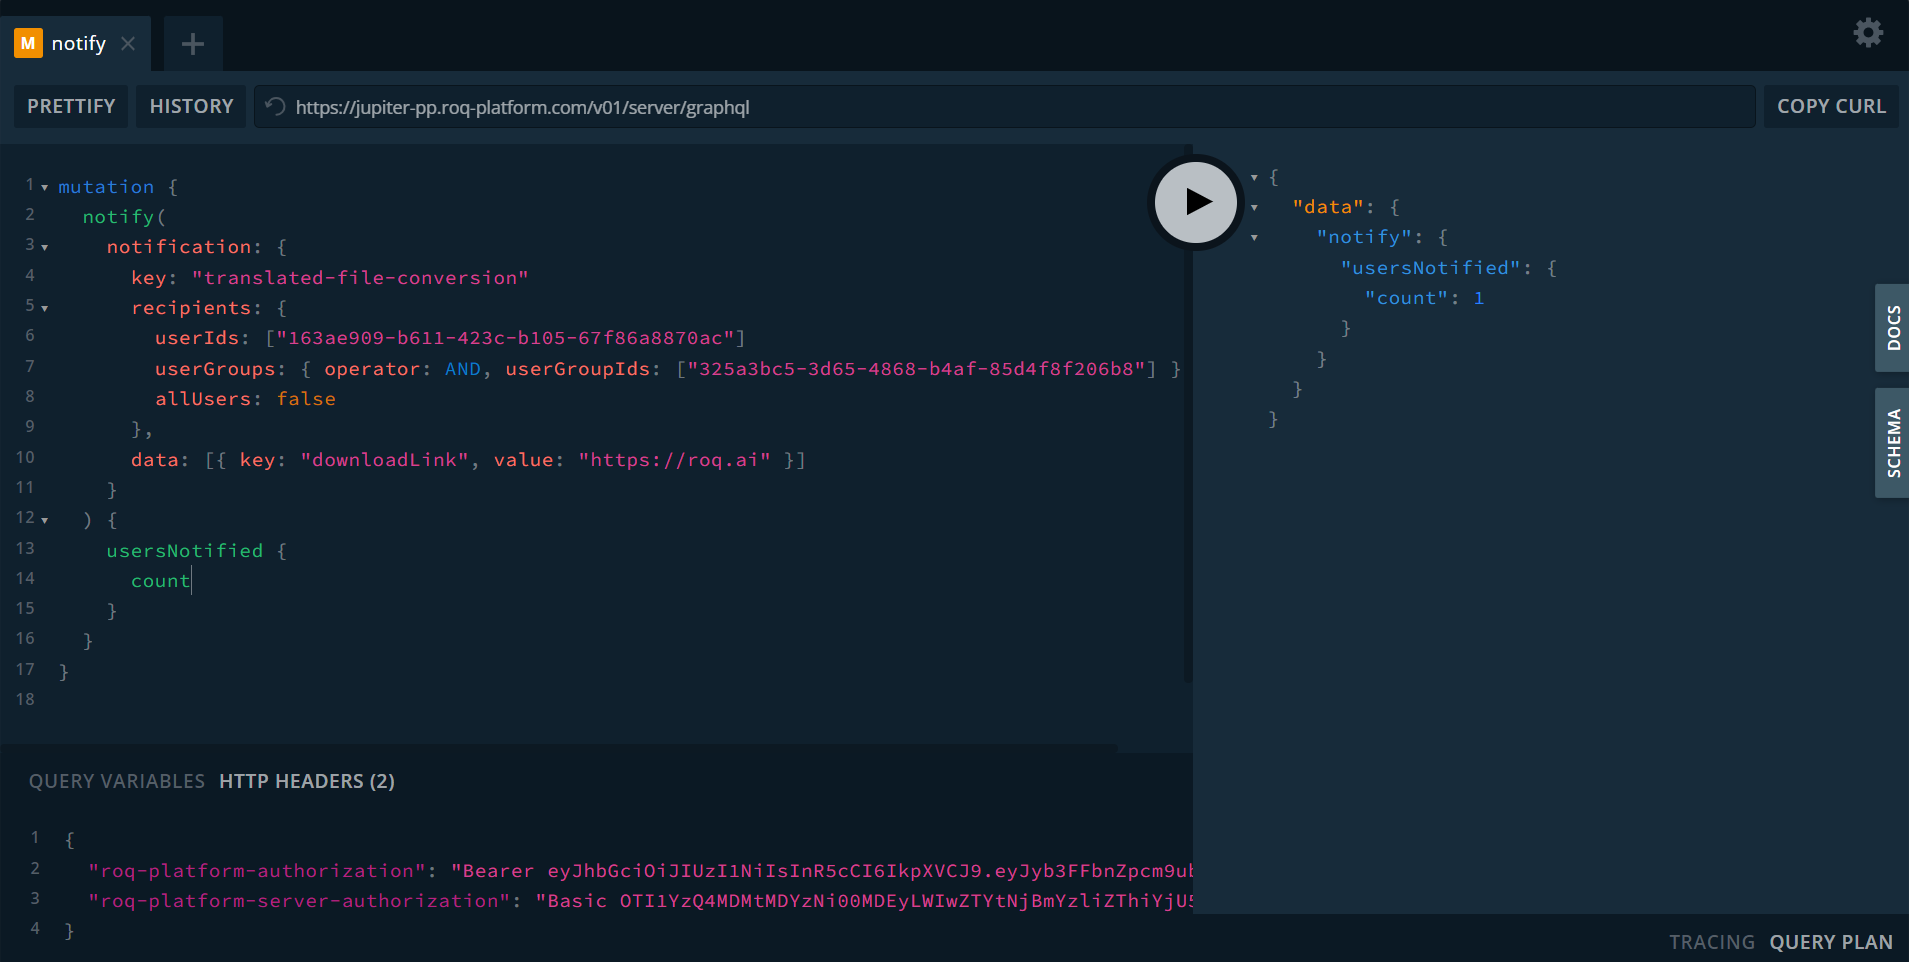 M notify
PRETTIFY HISTORY https://jupiter-pp.roq-platform.com/v01/server/graphql COPY CURL
1 mutation {
2 notify(
3 notification: {
4 key: "translated-file-conversion"
5 recipients: {
6 userIds: ["163ae909-b611-423c-b105-67f86a8870ac"]
7 userGroups: { operator: AND, userGroupIds: ["325a3bc5-3d65-4868-b4af-85d4f8f206b8"] }
8 allUsers: false
9 },
10 data: [{ key: "downloadLink", value: "https://roq.ai" }]
11 }
12 ) {
13 usersNotified {
14 count
15 }
16 }
17 }
18
{
"data": {
"notify": {
"usersNotified": {
"count": 1
}
}
}
}
DOCS
SCHEMA
QUERY VARIABLES HTTP HEADERS (2)
1 {
2 "roq-platform-authorization": "Bearer eyJhbGciOiJIUzI1NiIsInR5cCI6IkpXVCJ9.eyJyb3FFbnZpcm9ub
3 "roq-platform-server-authorization": "Basic OTI1YzQ4MDMtMDYzNi00MDEyLWIwZTYtNjBmYzliZThiYjU5
4 }
TRACING QUERY PLAN